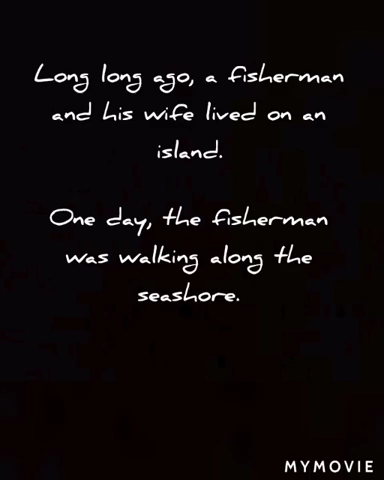 Long long ago, a fisherman
and his wife lived on an
island.
One day, the fisherman
was walking along the
seashore.
MYMOVIE